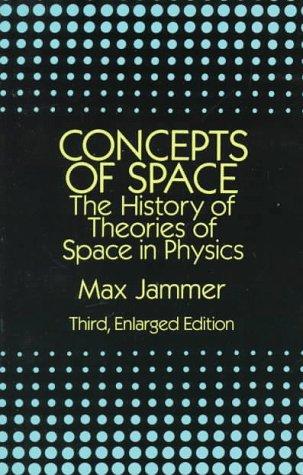 CONCEPTS
OF SPACE
The History of
Theories of
Space in Physics
Max Jammer
Third, Enlarged Edition